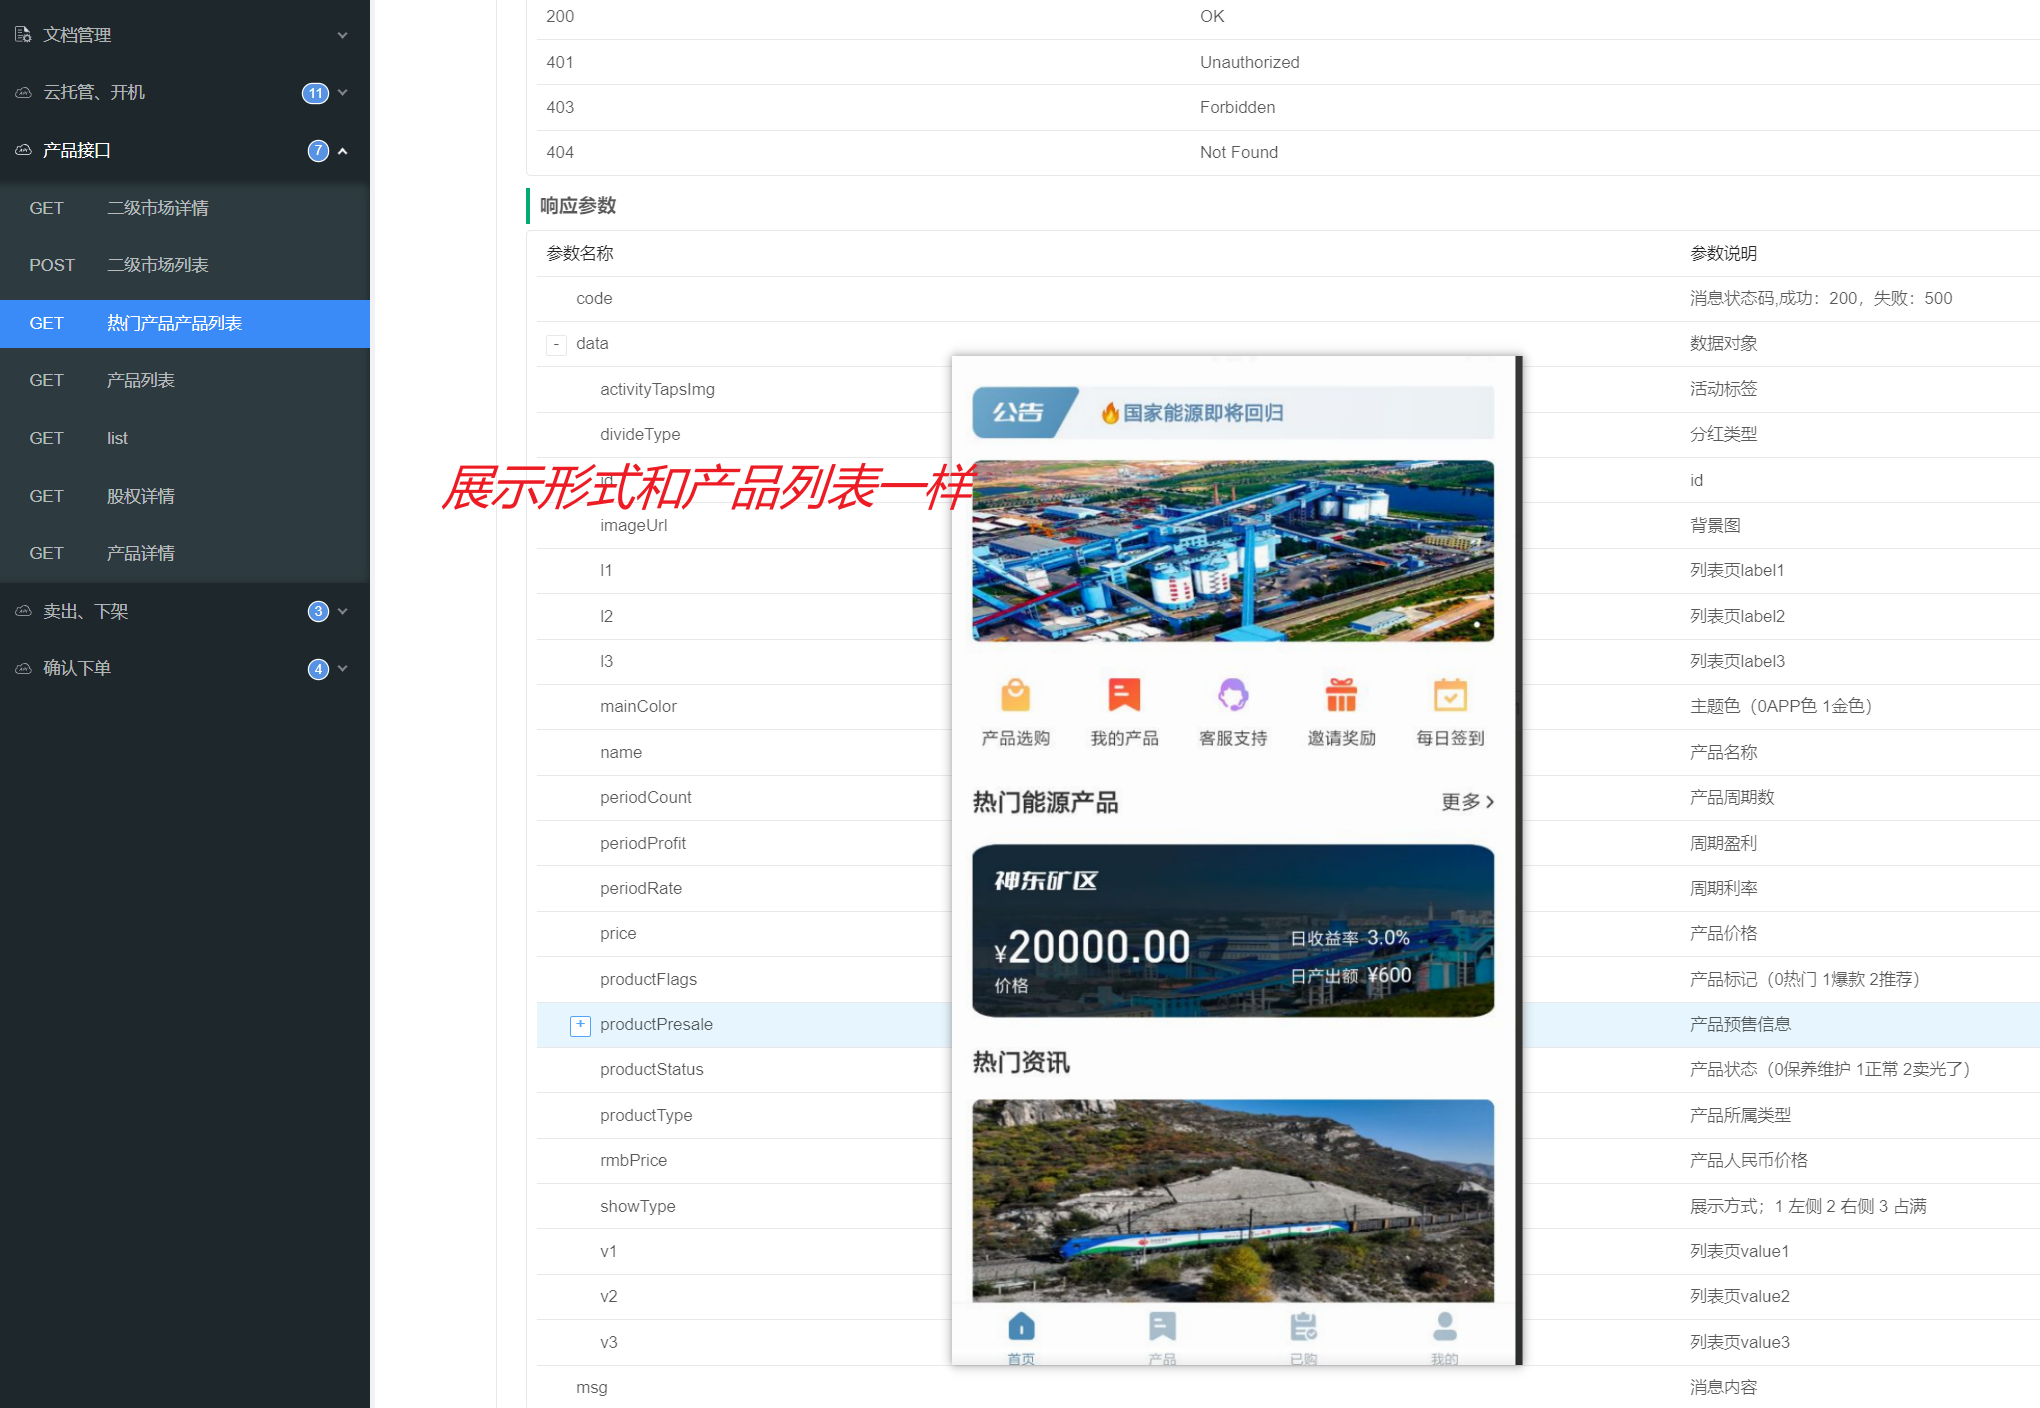 文档管理
云托管、开机 11
产品接口 7
GET 二级市场详情
POST 二级市场列表
GET 热门产品产品列表
GET 产品列表
GET list
GET 股权详情
GET 产品详情
卖出、下架 3
确认下单 4
200 OK
401 Unauthorized
403 Forbidden
404 Not Found
响应参数
参数名称 参数说明
code 消息状态码,成功：200，失败：500
- data 数据对象
activityTapsImg 活动标签
divideType 分红类型
id id
imageUrl 背景图
l1 列表页label1
l2 列表页label2
l3 列表页label3
mainColor 主题色（0APP色 1金色）
name 产品名称
periodCount 产品周期数
periodProfit 周期盈利
periodRate 周期利率
price 产品价格
productFlags 产品标记（0热门 1爆款 2推荐）
+ productPresale 产品预售信息
productStatus 产品状态（0保养维护 1正常 2卖光了）
productType 产品所属类型
rmbPrice 产品人民币价格
showType 展示方式；1 左侧 2 右侧 3 占满
v1 列表页value1
v2 列表页value2
v3 列表页value3
msg 消息内容
展示形式和产品列表一样
公告 🔥国家能源即将回归
产品选购 我的产品 客服支持 邀请奖励 每日签到
热门能源产品 更多
神东矿区
¥20000.00
价格
日收益率 3.0%
日产出额 ¥600
热门资讯
首页 产品 已购 我的